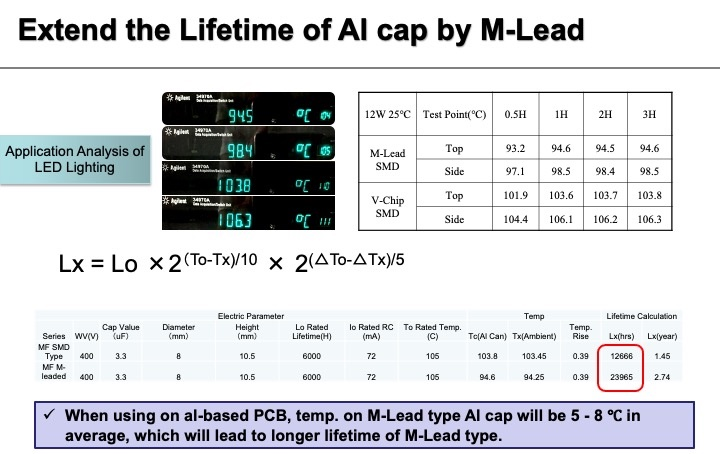 Extend the Lifetime of Al cap by M-Lead
Application Analysis of
LED Lighting
Agilent 34970A
Data Acquisition/Switch Unit
94.5 °C 104
Agilent 34970A
Data Acquisition/Switch Unit
98.4 °C 105
Agilent 34970A
Data Acquisition/Switch Unit
103.8 °C 110
Agilent 34970A
Data Acquisition/Switch Unit
106.3 °C 111
12W 25℃ Test Point(℃) 0.5H 1H 2H 3H
M-Lead SMD Top 93.2 94.6 94.5 94.6
Side 97.1 98.5 98.4 98.5
V-Chip SMD Top 101.9 103.6 103.7 103.8
Side 104.4 106.1 106.2 106.3
Lx = Lo ×2(To-Tx)/10 × 2(△To-△Tx)/5
Electric Parameter Temp Lifetime Calculation
Series WV(V) Cap Value (uF) Diameter (mm) Height (mm) Lo Rated Lifetime(H) Io Rated RC (mA) To Rated Temp. (C) Tc(Al Can) Tx(Ambient) Temp. Rise Lx(hrs) Lx(year)
MF SMD Type 400 3.3 8 10.5 6000 72 105 103.8 103.45 0.39 12666 1.45
MF M-leaded 400 3.3 8 10.5 6000 72 105 94.6 94.25 0.39 23965 2.74
✓ When using on al-based PCB, temp. on M-Lead type Al cap will be 5 - 8 ℃ in
average, which will lead to longer lifetime of M-Lead type.